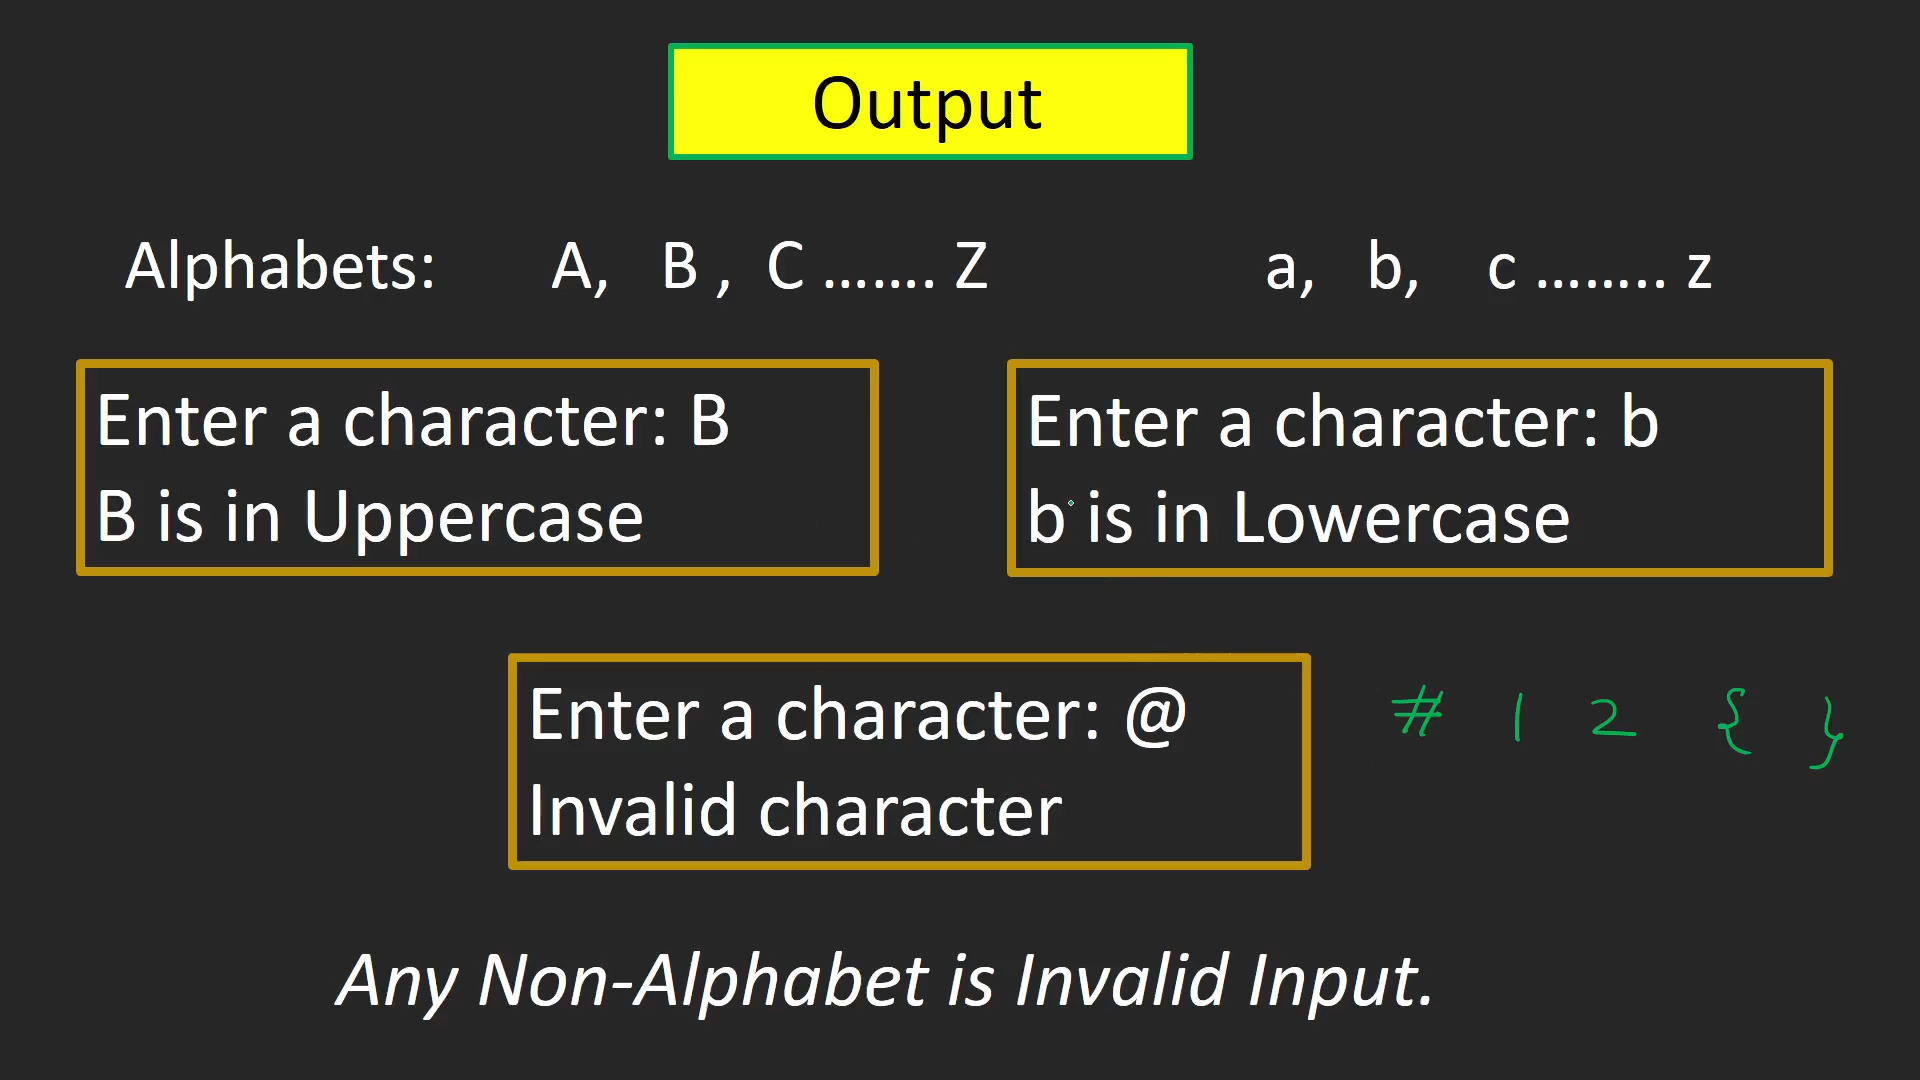 Output
Alphabets: A, B , C ....... Z a, b, c ........ z
Enter a character: B
B is in Uppercase
Enter a character: b
b is in Lowercase
Enter a character: @
Invalid character
# 1 2 { }
Any Non-Alphabet is Invalid Input.